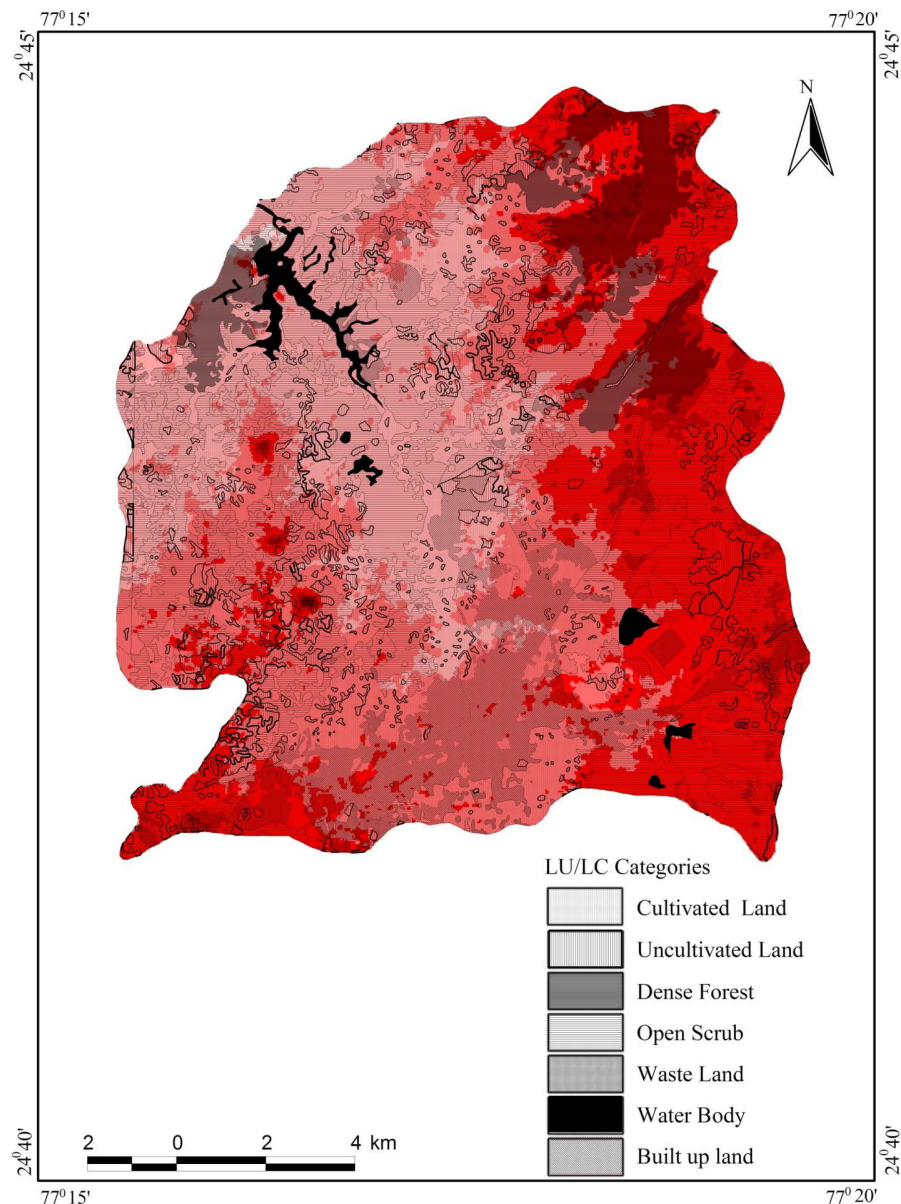 77⁰15'
77⁰20'
24⁰45'
24⁰45'
N
LU/LC Categories
Cultivated Land
Uncultivated Land
Dense Forest
Open Scrub
Waste Land
Water Body
Built up land
2 0 2 4 km
24⁰40'
24⁰40'
77⁰15'
77⁰20'